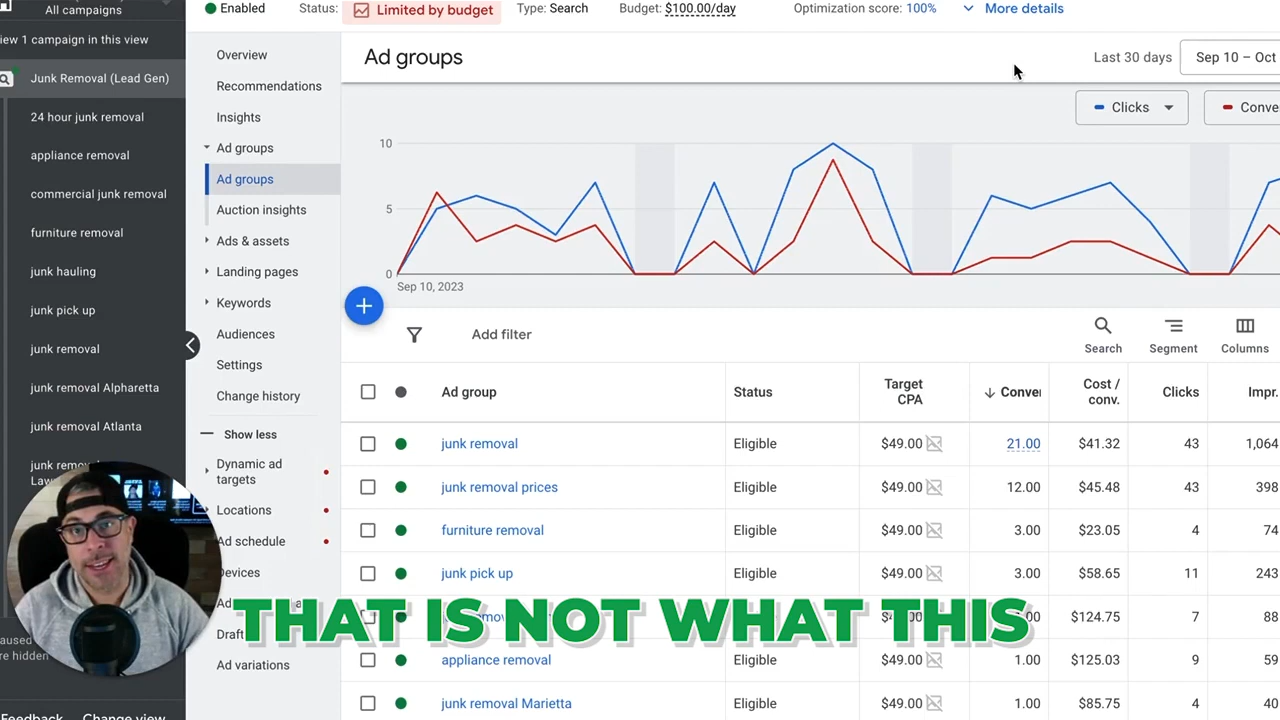 All campaigns
Enabled Status: Limited by budget Type: Search Budget: $100.00/day Optimization score: 100% More details
iew 1 campaign in this view
Junk Removal (Lead Gen)
24 hour junk removal
appliance removal
commercial junk removal
furniture removal
junk hauling
junk pick up
junk removal
junk removal Alpharetta
junk removal Atlanta
Law
aused
re hidden
Feedback Change view
Overview
Recommendations
Insights
Ad groups
Ad groups
Auction insights
Ads & assets
Landing pages
Keywords
Audiences
Settings
Change history
Show less
Dynamic ad
targets
Locations
Ad schedule
Devices
Ad variations
Ad groups Last 30 days Sep 10 – Oct
Clicks Conve
10
5
0
Sep 10, 2023
Add filter Search Segment Columns
Ad group Status Target CPA Conver Cost / conv. Clicks Impr.
junk removal Eligible $49.00 21.00 $41.32 43 1,064
junk removal prices Eligible $49.00 12.00 $45.48 43 398
furniture removal Eligible $49.00 3.00 $23.05 4 74
junk pick up Eligible $49.00 3.00 $58.65 11 243
$124.75 7 88
THAT IS NOT WHAT THIS
appliance removal Eligible $49.00 1.00 $125.03 9 59
junk removal Marietta Eligible $49.00 1.00 $85.75 4 40